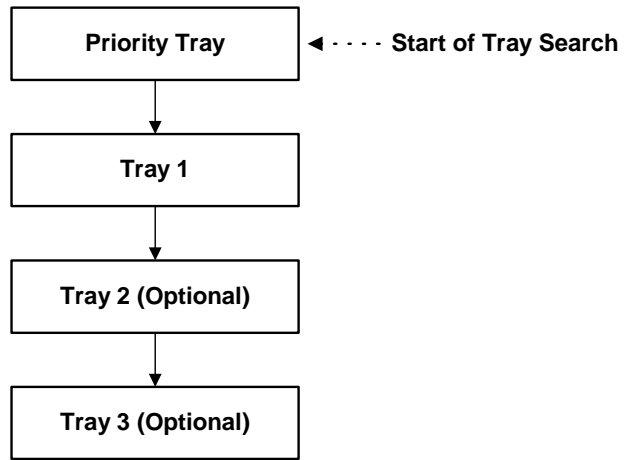 Priority Tray
Start of Tray Search
Tray 1
Tray 2 (Optional)
Tray 3 (Optional)